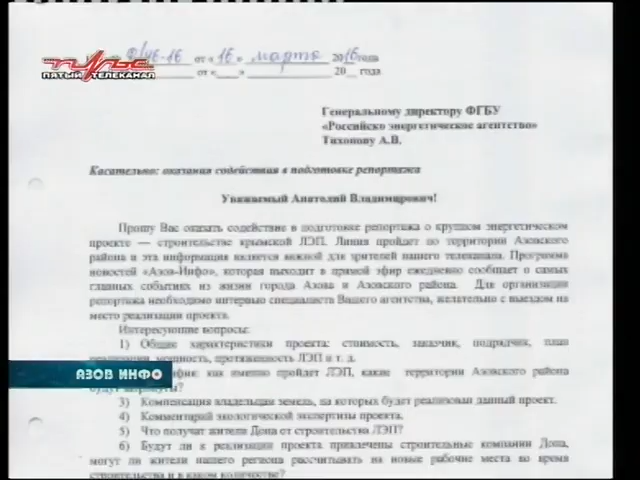 ПУЛЬС
ПЯТЫЙ ТЕЛЕКАНАЛ
от «16» марта 2016 года
от «__» 20__ года
Генеральному директору ФГБУ
«Российско энергетическое агентство»
Тихонову А.В.
Касательно: оказания содействия в подготовке репортажа
Уважаемый Анатолий Владимирович!
Прошу Вас оказать содействие в подготовке репортажа о крупном энергетическом
проекте — строительстве крымской ЛЭП. Линия пройдет по территории Азовского
района и эта информация является важной для зрителей нашего телеканала. Программа
новостей «Азов-Инфо», которая выходит в прямой эфир ежедневно сообщает о самых
главных событиях из жизни города Азова и Азовского района. Для организации
репортажа необходимо интервью специалиста Вашего агентства, желательно с выездом на
место реализации проекта.
Интересующие вопросы:
1) Общие характеристики проекта: стоимость, заказчик, подрядчик, план
реализации, мощность, протяженность ЛЭП и т. д.
как именно пройдет ЛЭП, какие территории Азовского района
будут
АЗОВ ИНФО
3) Компенсация владельцам земель, на которых будет реализован данный проект.
4) Комментарий экологической экспертизы проекта.
5) Что получат жители Дона от строительства ЛЭП?
6) Будут ли к реализации проекта привлечены строительные компании Дона,
могут ли жители нашего региона рассчитывать на новые рабочие места во время
строительства и в каком количестве?